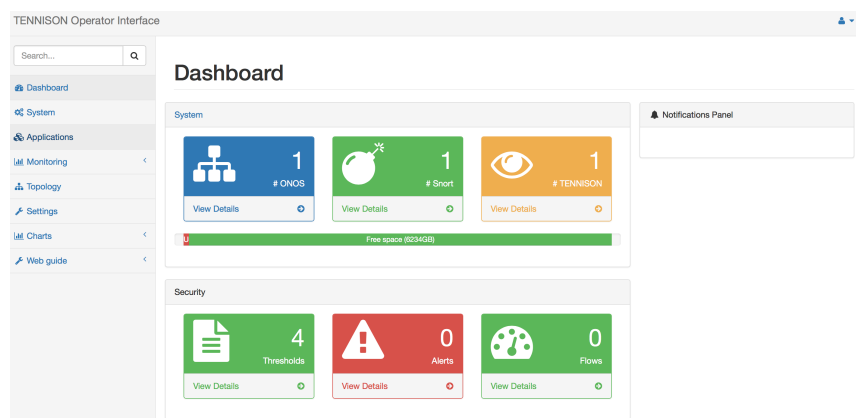 TENNISON Operator Interface
Search...
Dashboard
System
Applications
Monitoring
Topology
Settings
Charts
Web guide
Dashboard
System
1
# ONOS
View Details
1
# Snort
View Details
1
# TENNISON
View Details
U
Free space (6234GB)
Notifications Panel
Security
4
Thresholds
View Details
0
Alerts
View Details
0
Flows
View Details